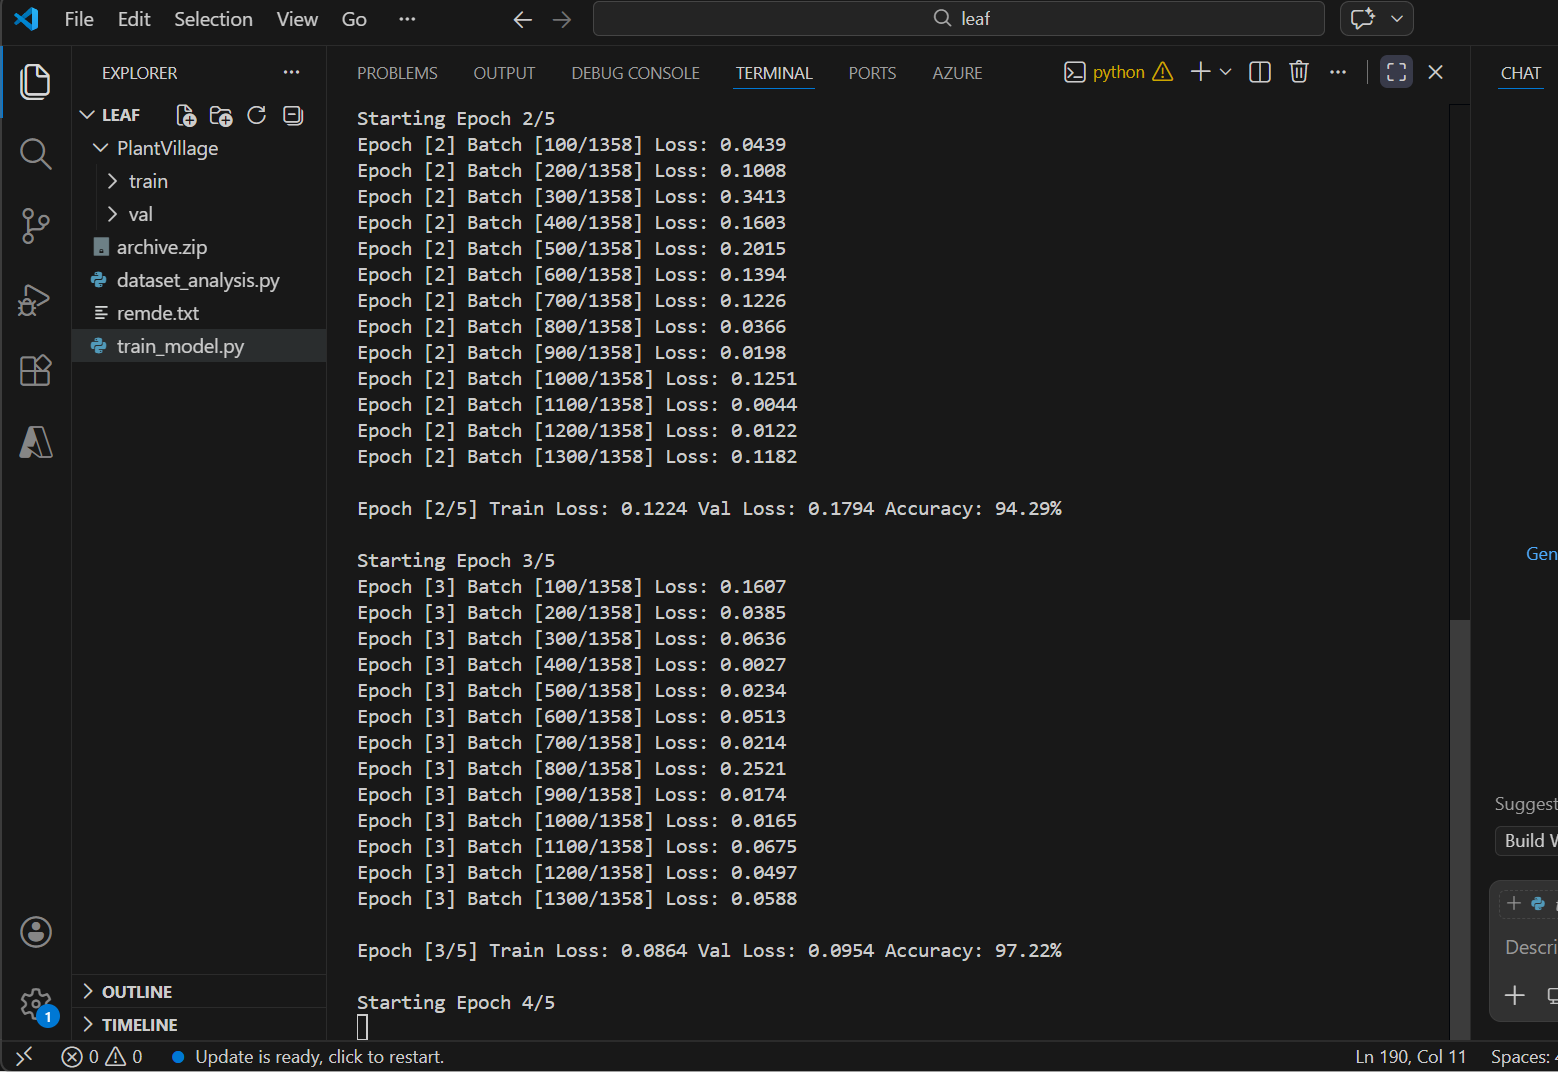 File Edit Selection View Go ··· leaf
EXPLORER ···
LEAF
PlantVillage
train
val
archive.zip
dataset_analysis.py
remde.txt
train_model.py
OUTLINE
TIMELINE
PROBLEMS OUTPUT DEBUG CONSOLE TERMINAL PORTS AZURE python
Starting Epoch 2/5
Epoch [2] Batch [100/1358] Loss: 0.0439
Epoch [2] Batch [200/1358] Loss: 0.1008
Epoch [2] Batch [300/1358] Loss: 0.3413
Epoch [2] Batch [400/1358] Loss: 0.1603
Epoch [2] Batch [500/1358] Loss: 0.2015
Epoch [2] Batch [600/1358] Loss: 0.1394
Epoch [2] Batch [700/1358] Loss: 0.1226
Epoch [2] Batch [800/1358] Loss: 0.0366
Epoch [2] Batch [900/1358] Loss: 0.0198
Epoch [2] Batch [1000/1358] Loss: 0.1251
Epoch [2] Batch [1100/1358] Loss: 0.0044
Epoch [2] Batch [1200/1358] Loss: 0.0122
Epoch [2] Batch [1300/1358] Loss: 0.1182
Epoch [2/5] Train Loss: 0.1224 Val Loss: 0.1794 Accuracy: 94.29%
Starting Epoch 3/5
Epoch [3] Batch [100/1358] Loss: 0.1607
Epoch [3] Batch [200/1358] Loss: 0.0385
Epoch [3] Batch [300/1358] Loss: 0.0636
Epoch [3] Batch [400/1358] Loss: 0.0027
Epoch [3] Batch [500/1358] Loss: 0.0234
Epoch [3] Batch [600/1358] Loss: 0.0513
Epoch [3] Batch [700/1358] Loss: 0.0214
Epoch [3] Batch [800/1358] Loss: 0.2521
Epoch [3] Batch [900/1358] Loss: 0.0174
Epoch [3] Batch [1000/1358] Loss: 0.0165
Epoch [3] Batch [1100/1358] Loss: 0.0675
Epoch [3] Batch [1200/1358] Loss: 0.0497
Epoch [3] Batch [1300/1358] Loss: 0.0588
Epoch [3/5] Train Loss: 0.0864 Val Loss: 0.0954 Accuracy: 97.22%
Starting Epoch 4/5
CHAT
Gen
Suggest
Build
Descri
1
0 0 Update is ready, click to restart. Ln 190, Col 11 Spaces: